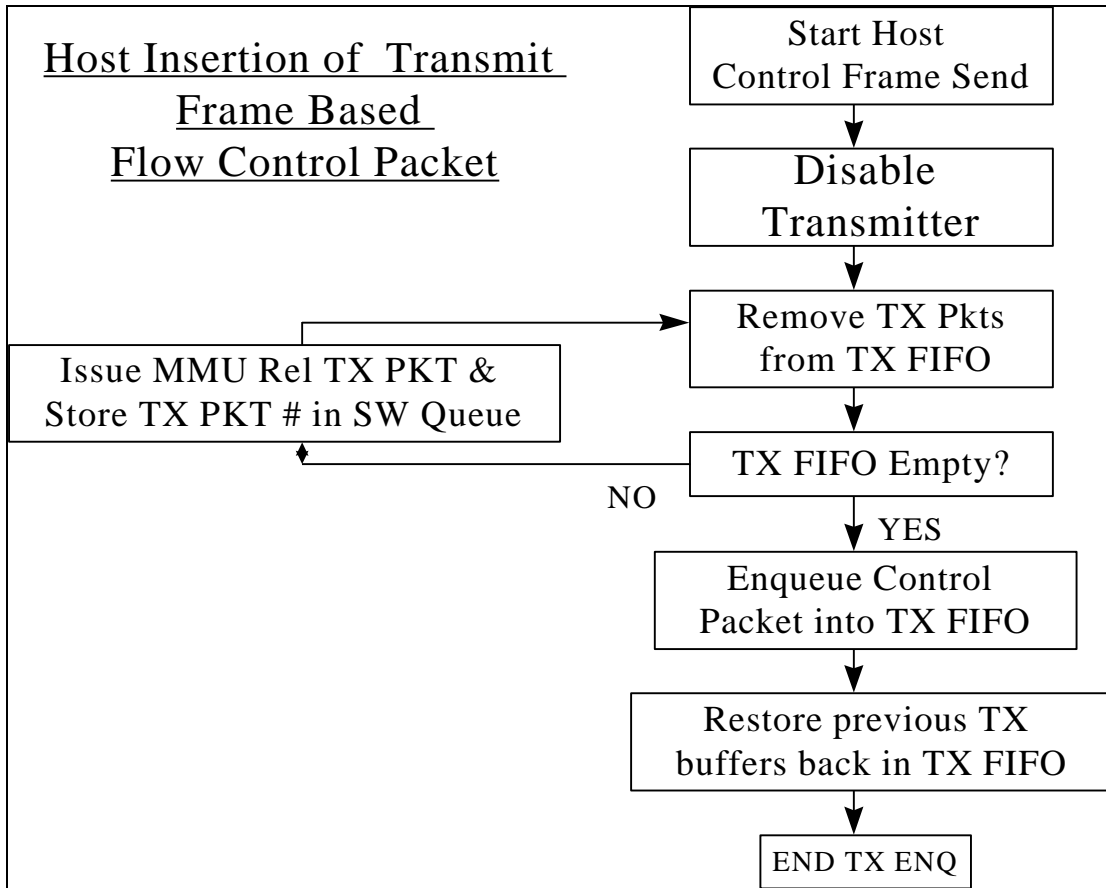 Host Insertion of Transmit
Frame Based
Flow Control Packet
Start Host
Control Frame Send
Disable
Transmitter
Remove TX Pkts
from TX FIFO
Issue MMU Rel TX PKT &
Store TX PKT # in SW Queue
TX FIFO Empty?
NO
YES
Enqueue Control
Packet into TX FIFO
Restore previous TX
buffers back in TX FIFO
END TX ENQ